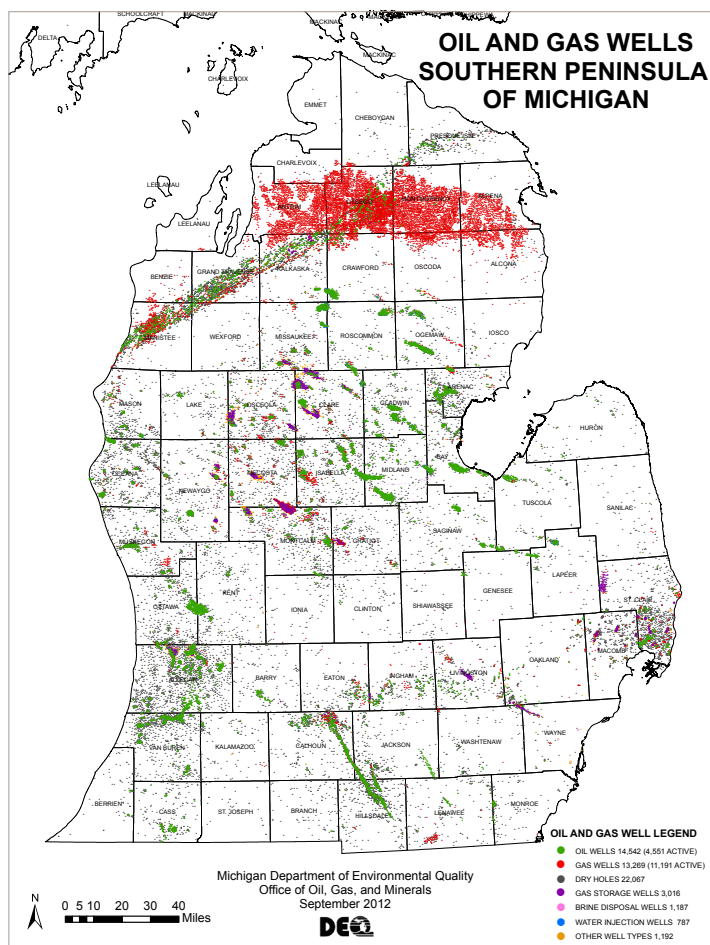 SCHOOLCRAFT
MACKINAC
MACKINAC
DELTA
MACKINAC
CHARLEVOIX
OIL AND GAS WELLS
SOUTHERN PENINSULA
OF MICHIGAN
EMMET
CHEBOYGAN
PRESQUE ISLE
CHARLEVOIX
LEELANAU
ANTRIM
OTSEGO
MONTMORENCY
ALPENA
LEELANAU
BENZIE
GRAND TRAVERSE
KALKASKA
CRAWFORD
OSCODA
ALCONA
MANISTEE
WEXFORD
MISSAUKEE
ROSCOMMON
OGEMAW
IOSCO
MASON
LAKE
OSCEOLA
CLARE
GLADWIN
ARENAC
HURON
OCEANA
NEWAYGO
MECOSTA
ISABELLA
MIDLAND
BAY
TUSCOLA
SANILAC
MUSKEGON
MONTCALM
GRATIOT
SAGINAW
OTTAWA
KENT
IONIA
CLINTON
SHIAWASSEE
GENESEE
LAPEER
ST. CLAIR
MACOMB
ALLEGAN
BARRY
EATON
INGHAM
LIVINGSTON
OAKLAND
VAN BUREN
KALAMAZOO
CALHOUN
JACKSON
WASHTENAW
WAYNE
BERRIEN
CASS
ST. JOSEPH
BRANCH
HILLSDALE
LENAWEE
MONROE
OIL AND GAS WELL LEGEND
OIL WELLS 14,542 (4,551 ACTIVE)
GAS WELLS 13,269 (11,191 ACTIVE)
DRY HOLES 22,067
GAS STORAGE WELLS 3,016
BRINE DISPOSAL WELLS 1,187
WATER INJECTION WELLS 787
OTHER WELL TYPES 1,192
Michigan Department of Environmental Quality
Office of Oil, Gas, and Minerals
September 2012
DEQ
N
0 5 10 20 30 40
Miles